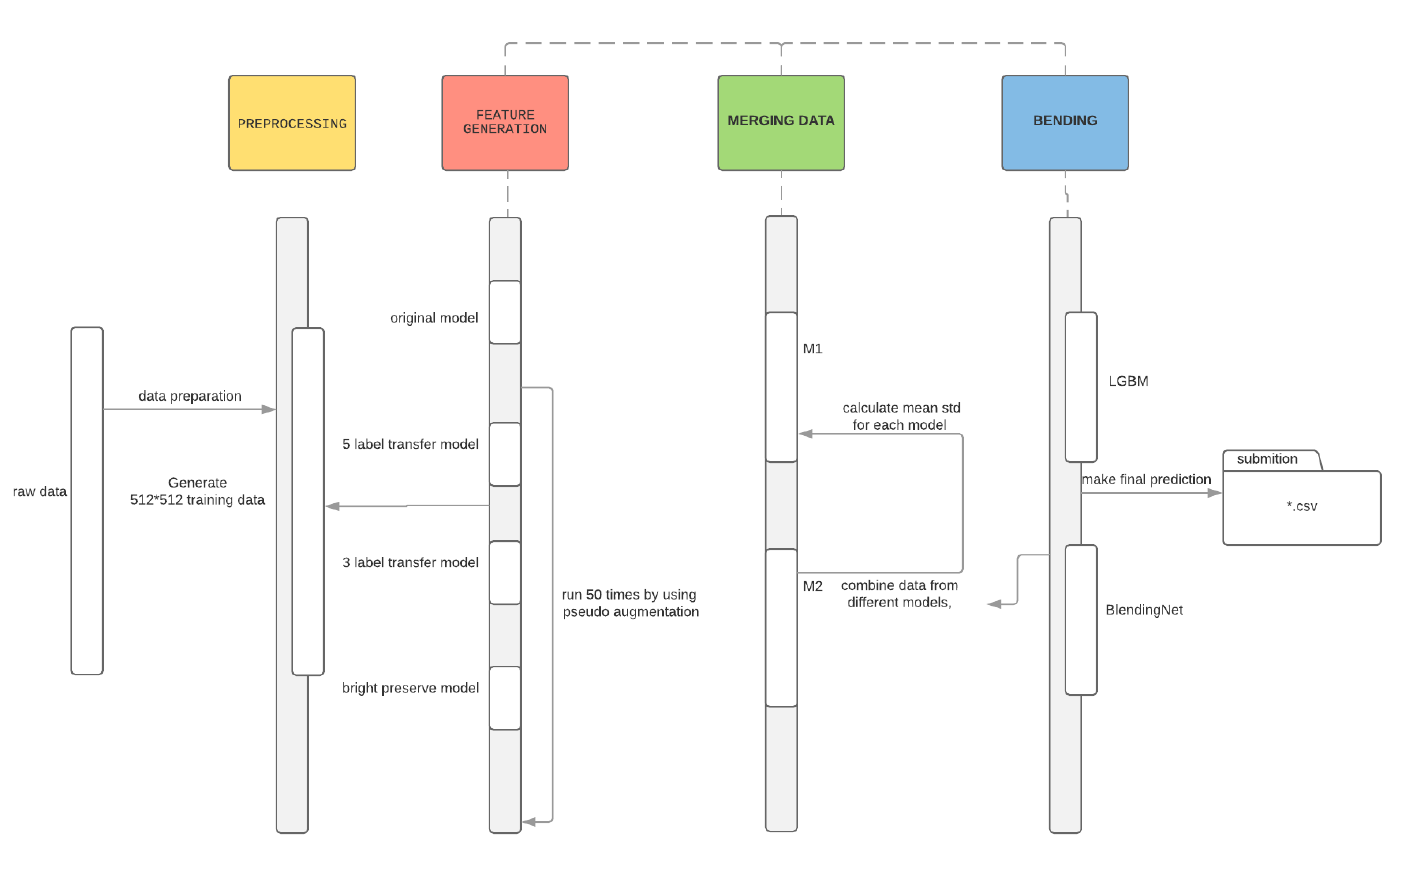 PREPROCESSING
FEATURE
GENERATION
MERGING DATA
BENDING
original model
M1
LGBM
data preparation
calculate mean std
for each model
5 label transfer model
raw data
Generate
512*512 training data
submition
make final prediction
*.csv
3 label transfer model
run 50 times by using
pseudo augmentation
M2
combine data from
different models,
BlendingNet
bright preserve model